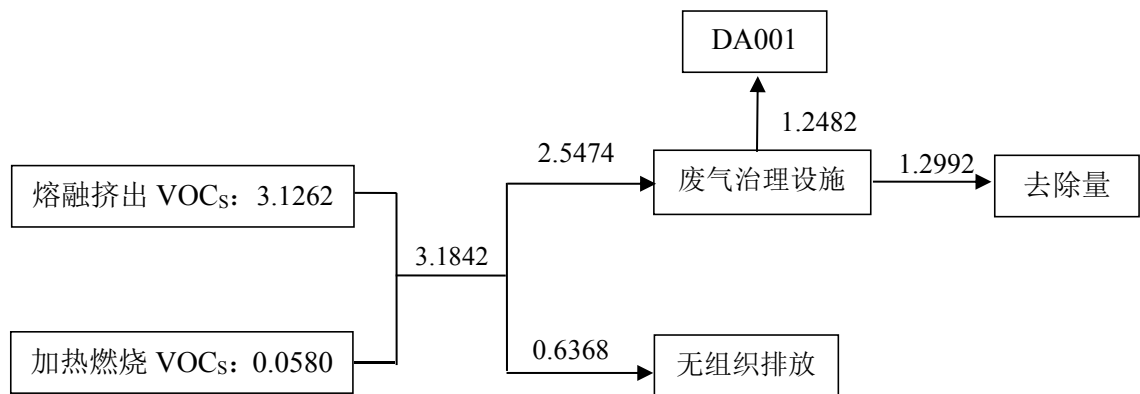 DA001
1.2482
2.5474
废气治理设施
1.2992
去除量
熔融挤出 VOCS：3.1262
3.1842
加热燃烧 VOCS：0.0580
0.6368
无组织排放